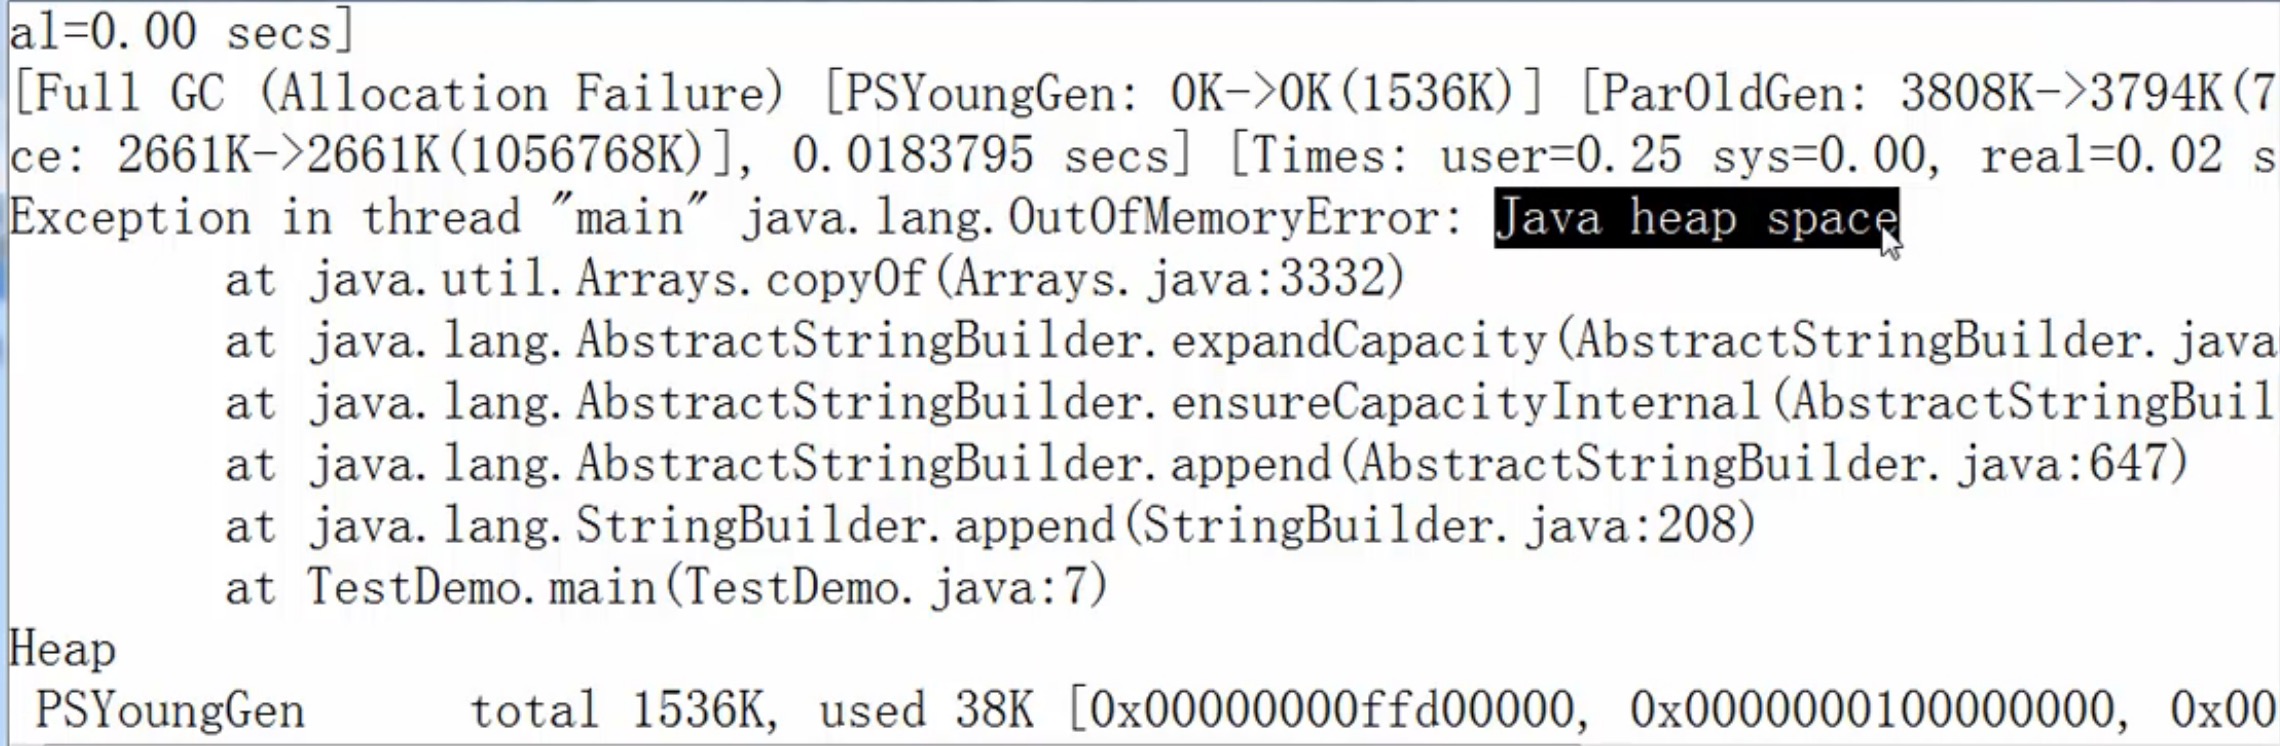 al=0.00 secs]
[Full GC (Allocation Failure) [PSYoungGen: 0K->0K(1536K)] [ParOldGen: 3808K->3794K(7
ce: 2661K->2661K(1056768K)], 0.0183795 secs] [Times: user=0.25 sys=0.00, real=0.02 s
Exception in thread "main" java.lang.OutOfMemoryError: Java heap space
at java.util.Arrays.copyOf(Arrays.java:3332)
at java.lang.AbstractStringBuilder.expandCapacity(AbstractStringBuilder.java
at java.lang.AbstractStringBuilder.ensureCapacityInternal(AbstractStringBuil
at java.lang.AbstractStringBuilder.append(AbstractStringBuilder.java:647)
at java.lang.StringBuilder.append(StringBuilder.java:208)
at TestDemo.main(TestDemo.java:7)
Heap
PSYoungGen total 1536K, used 38K [0x00000000ffd00000, 0x0000000100000000, 0x00